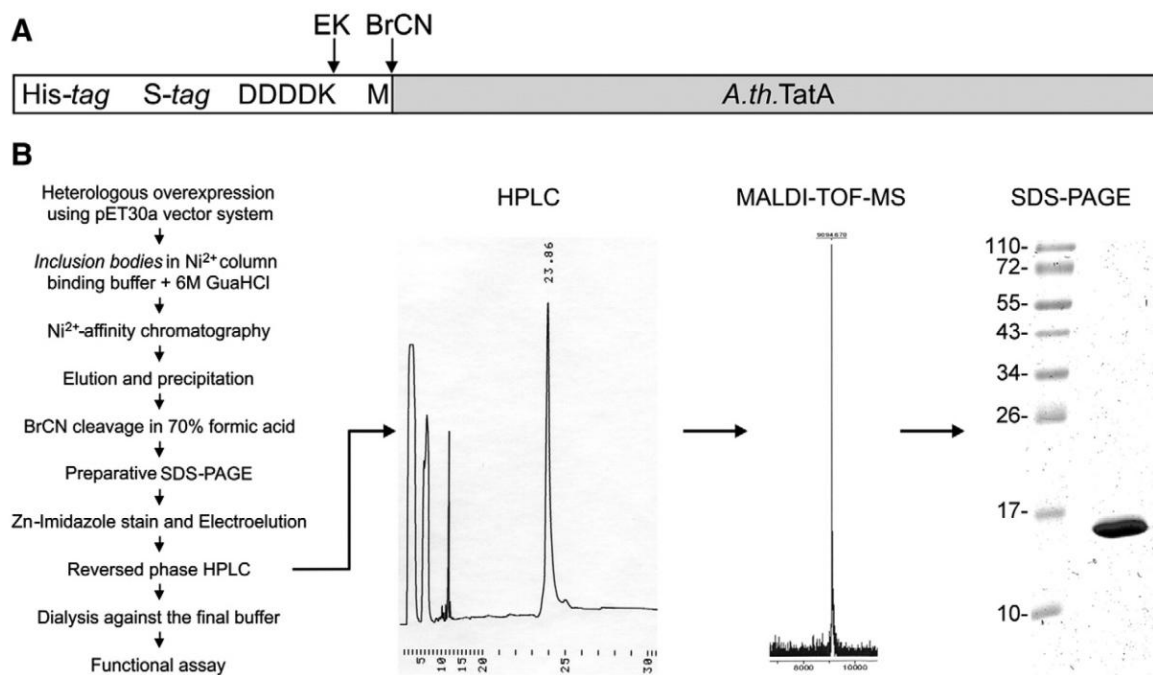 A
EK BrCN
His-tag S-tag DDDDK M A.th.TatA
B
Heterologous overexpression
using pET30a vector system
Inclusion bodies in Ni2+ column
binding buffer + 6M GuaHCl
Ni2+-affinity chromatography
Elution and precipitation
BrCN cleavage in 70% formic acid
Preparative SDS-PAGE
Zn-Imidazole stain and Electroelution
Reversed phase HPLC
Dialysis against the final buffer
Functional assay
HPLC
23.86
5 10 15 20 25 30
MALDI-TOF-MS
8000 10000
SDS-PAGE
110-
72-
55-
43-
34-
26-
17-
10-